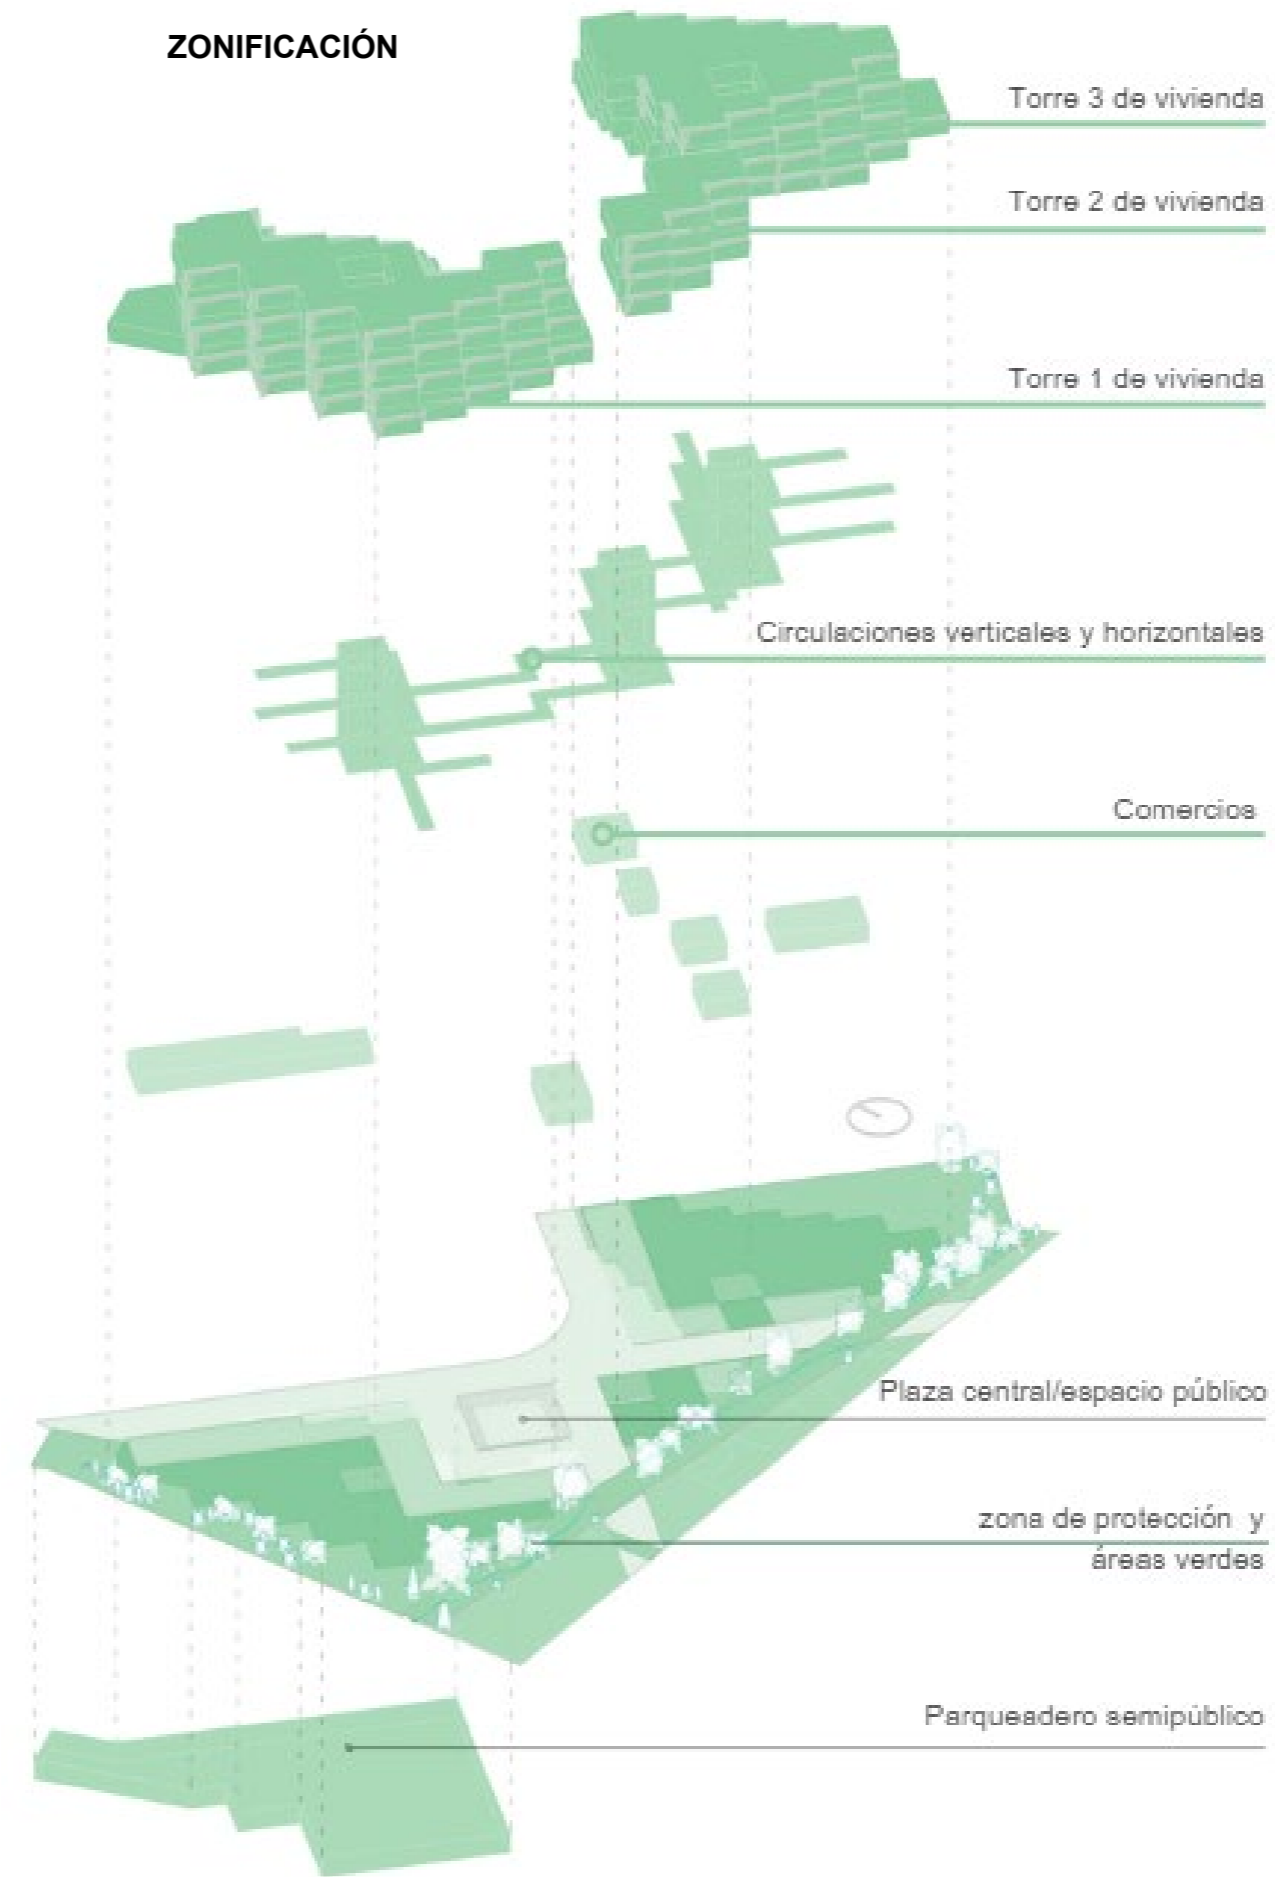 ZONIFICACIÓN
Torre 3 de vivienda
Torre 2 de vivienda
Torre 1 de vivienda
Circulaciones verticales y horizontales
Comercios
Plaza central/espacio público
zona de protección y
áreas verdes
Parqueadero semipúblico